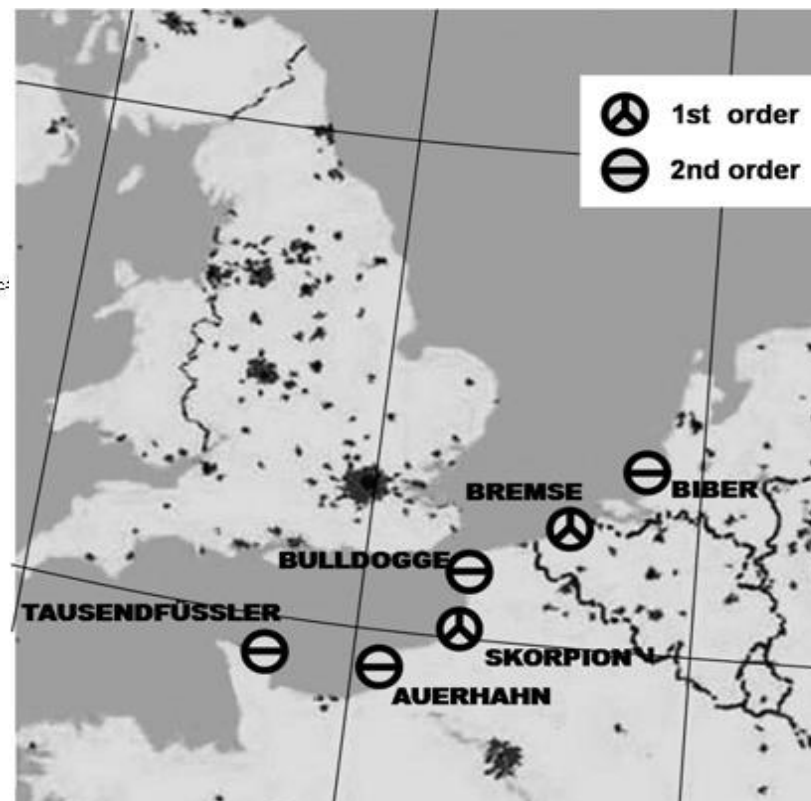 1st order
2nd order
BREMSE
BIBER
BULLDOGGE
TAUSENDFÜSSLER
SKORPION
AUERHAHN